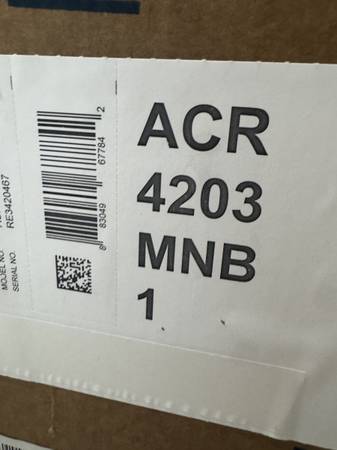 ACR
4203
MNB
1
8 83049 67784 2
MODEL NO.
SERIAL NO.
RE3420467